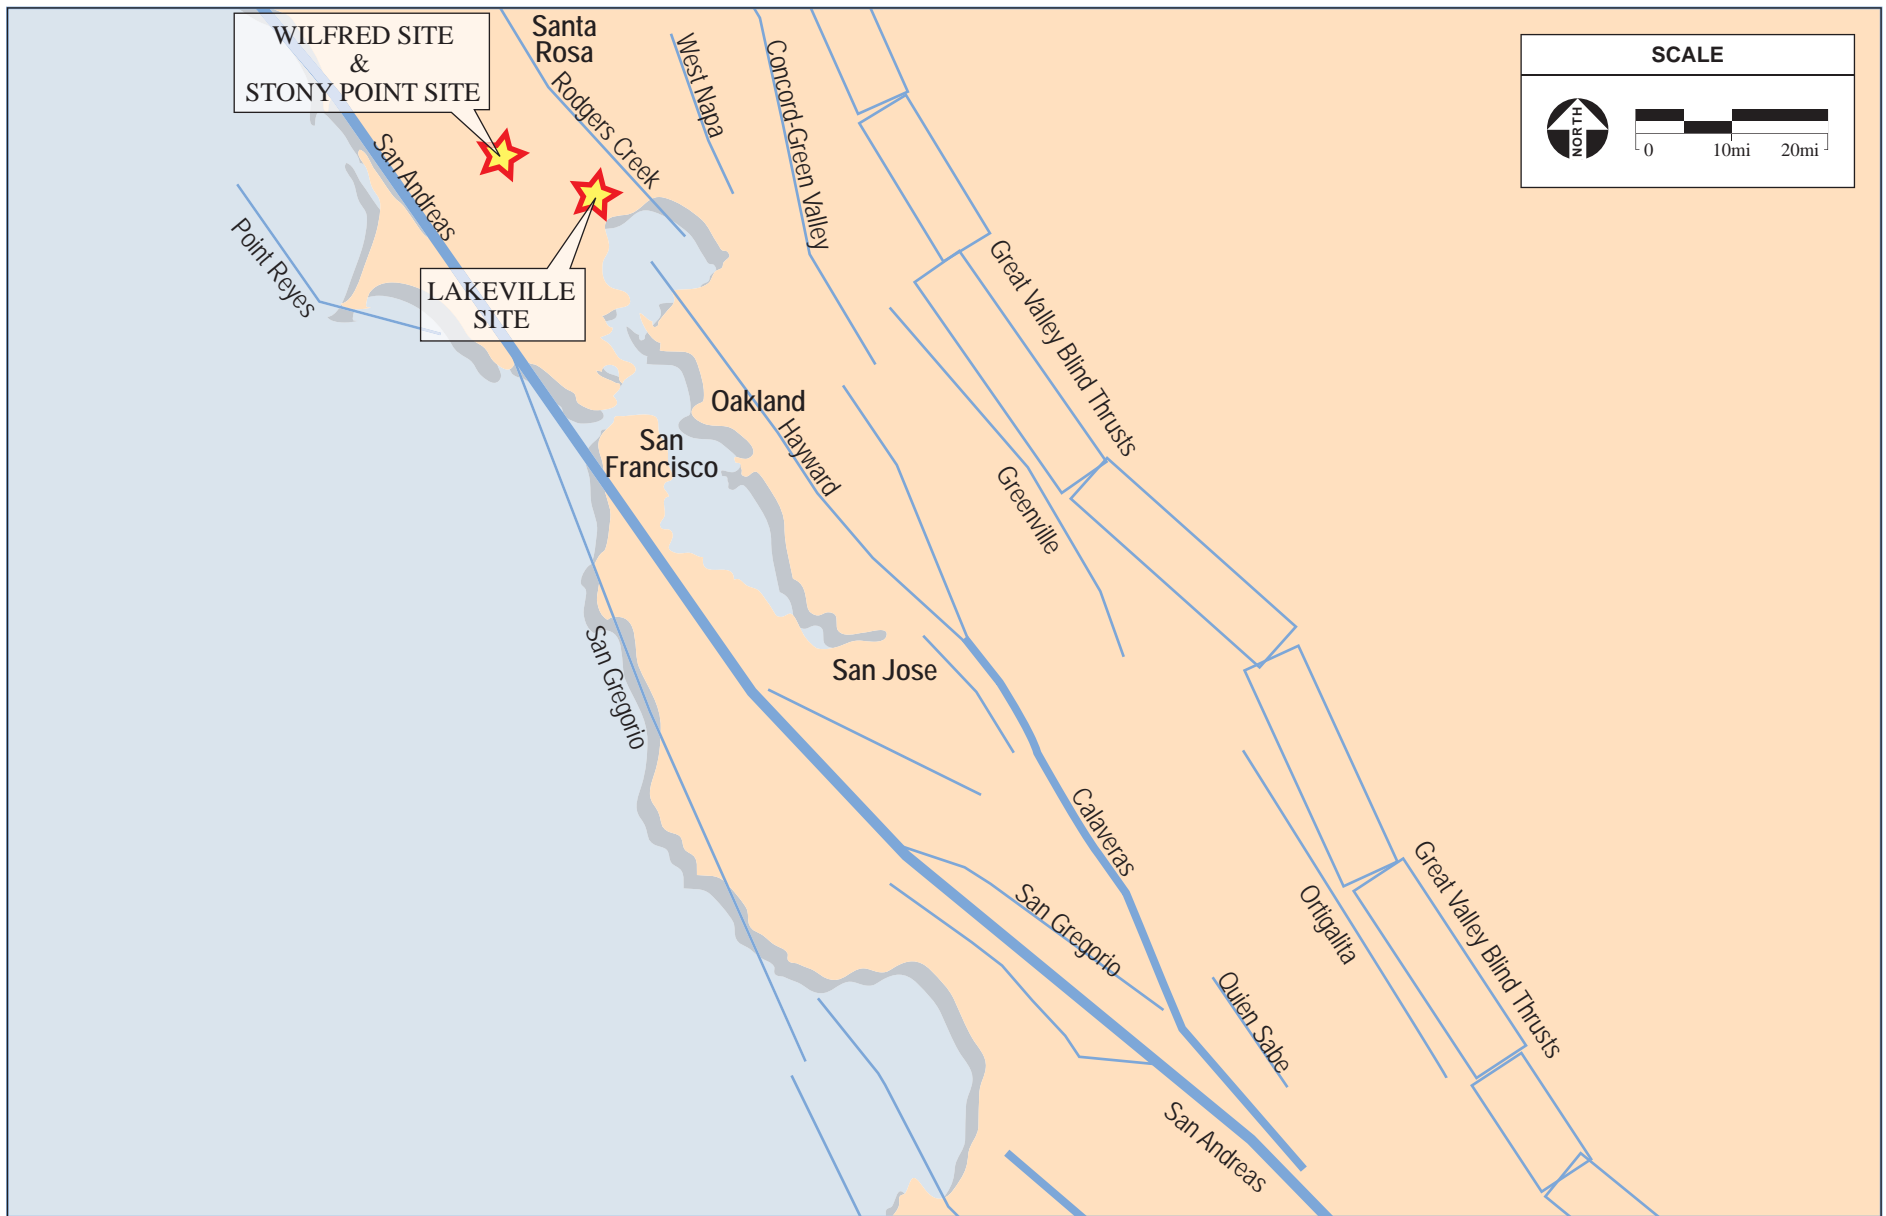 WILFRED SITE
&
STONY POINT SITE
Santa
Rosa
West Napa
Concord-Green Valley
SCALE
NORTH
0 10mi 20mi
Rodgers Creek
San Andreas
Point Reyes
LAKEVILLE
SITE
Great Valley Blind Thrusts
Oakland
San
Francisco
Hayward
Greenville
San Gregorio
San Jose
Calaveras
San Gregorio
Ortigalita
Great Valley Blind Thrusts
Quien Sabe
San Andreas